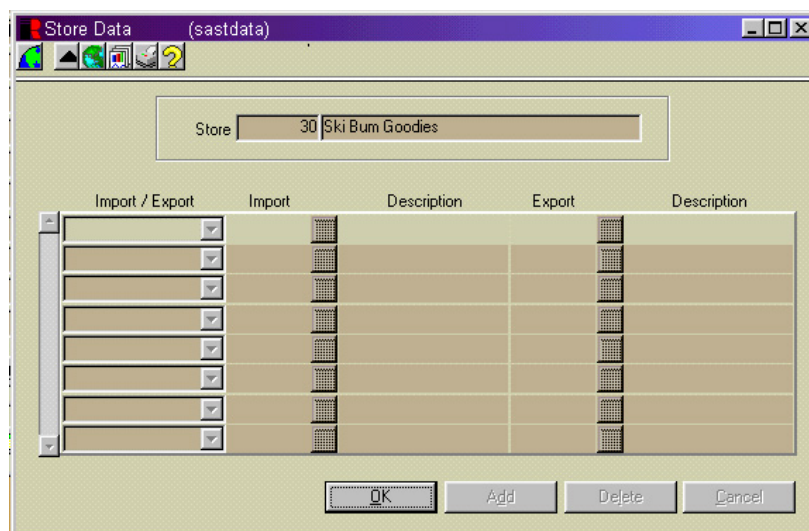 Store Data (sastdata)
Store 30 Ski Bum Goodies
Import / Export Import Description Export Description
OK Add Delete Cancel